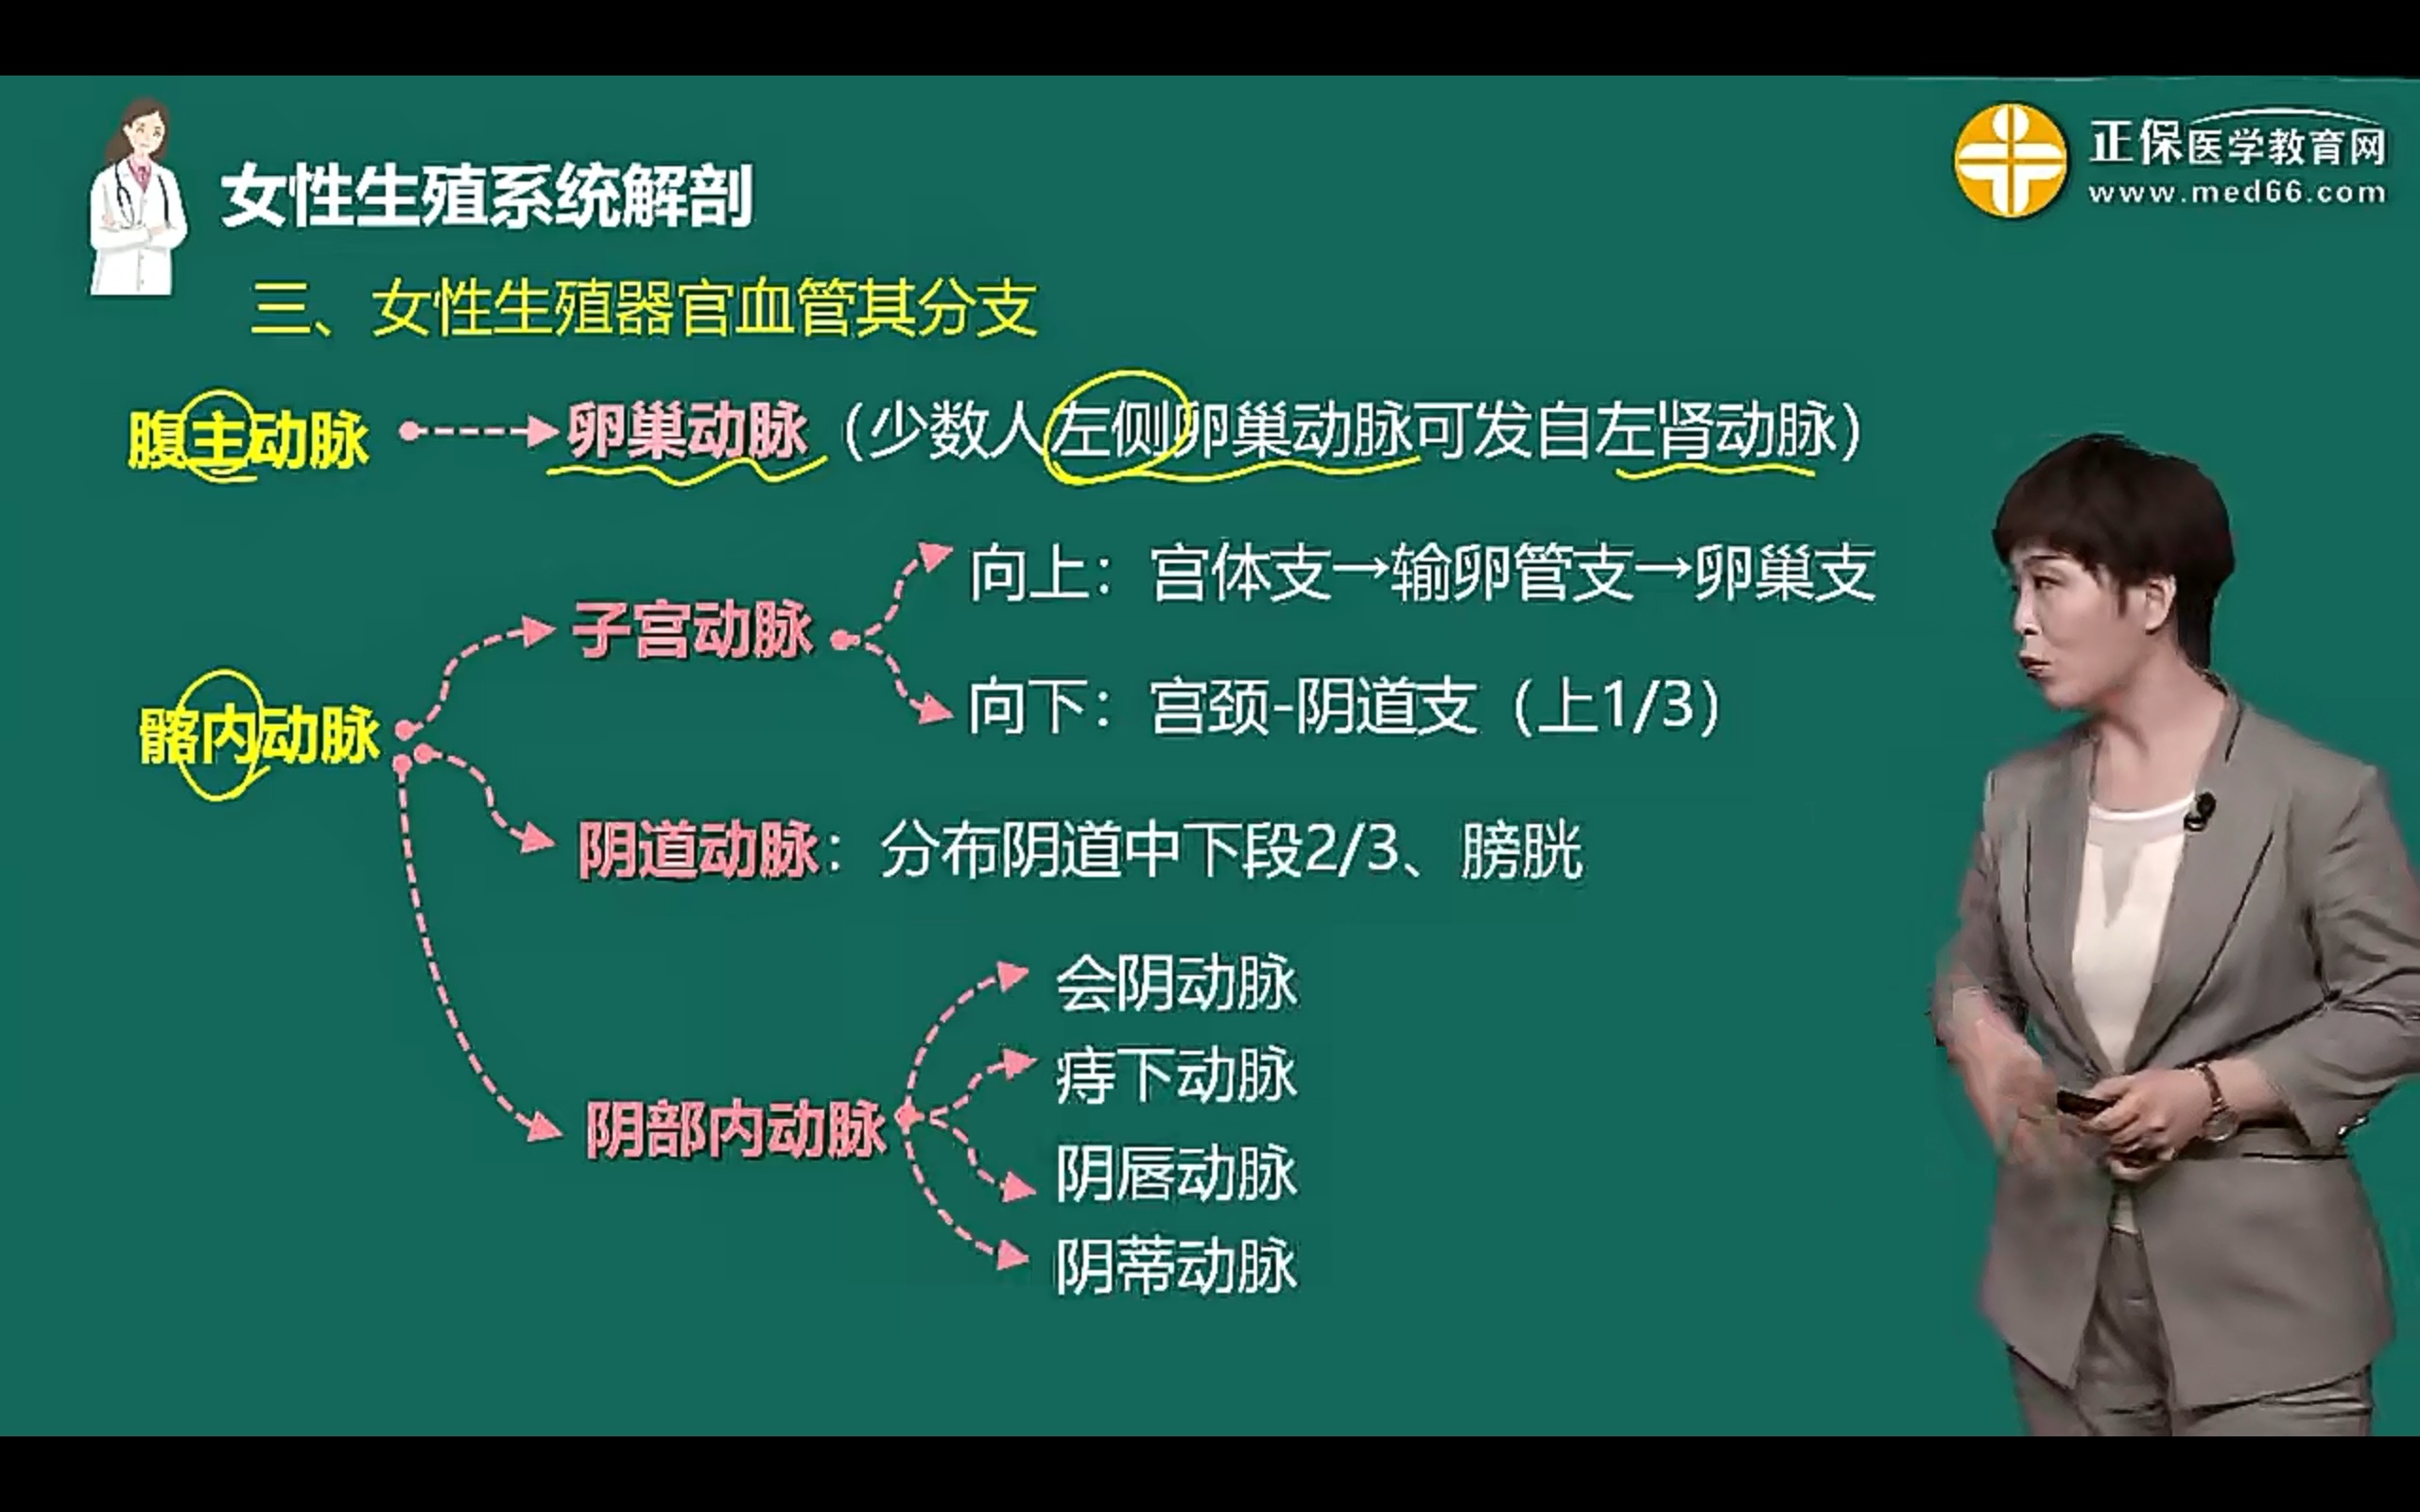 正保医学教育网
www.med66.com
女性生殖系统解剖
三、女性生殖器官血管其分支
腹主动脉
卵巢动脉（少数人左侧卵巢动脉可发自左肾动脉）
髂内动脉
子宫动脉
向上：宫体支→输卵管支→卵巢支
向下：宫颈-阴道支（上1/3）
阴道动脉：分布阴道中下段2/3、膀胱
阴部内动脉
会阴动脉
痔下动脉
阴唇动脉
阴蒂动脉